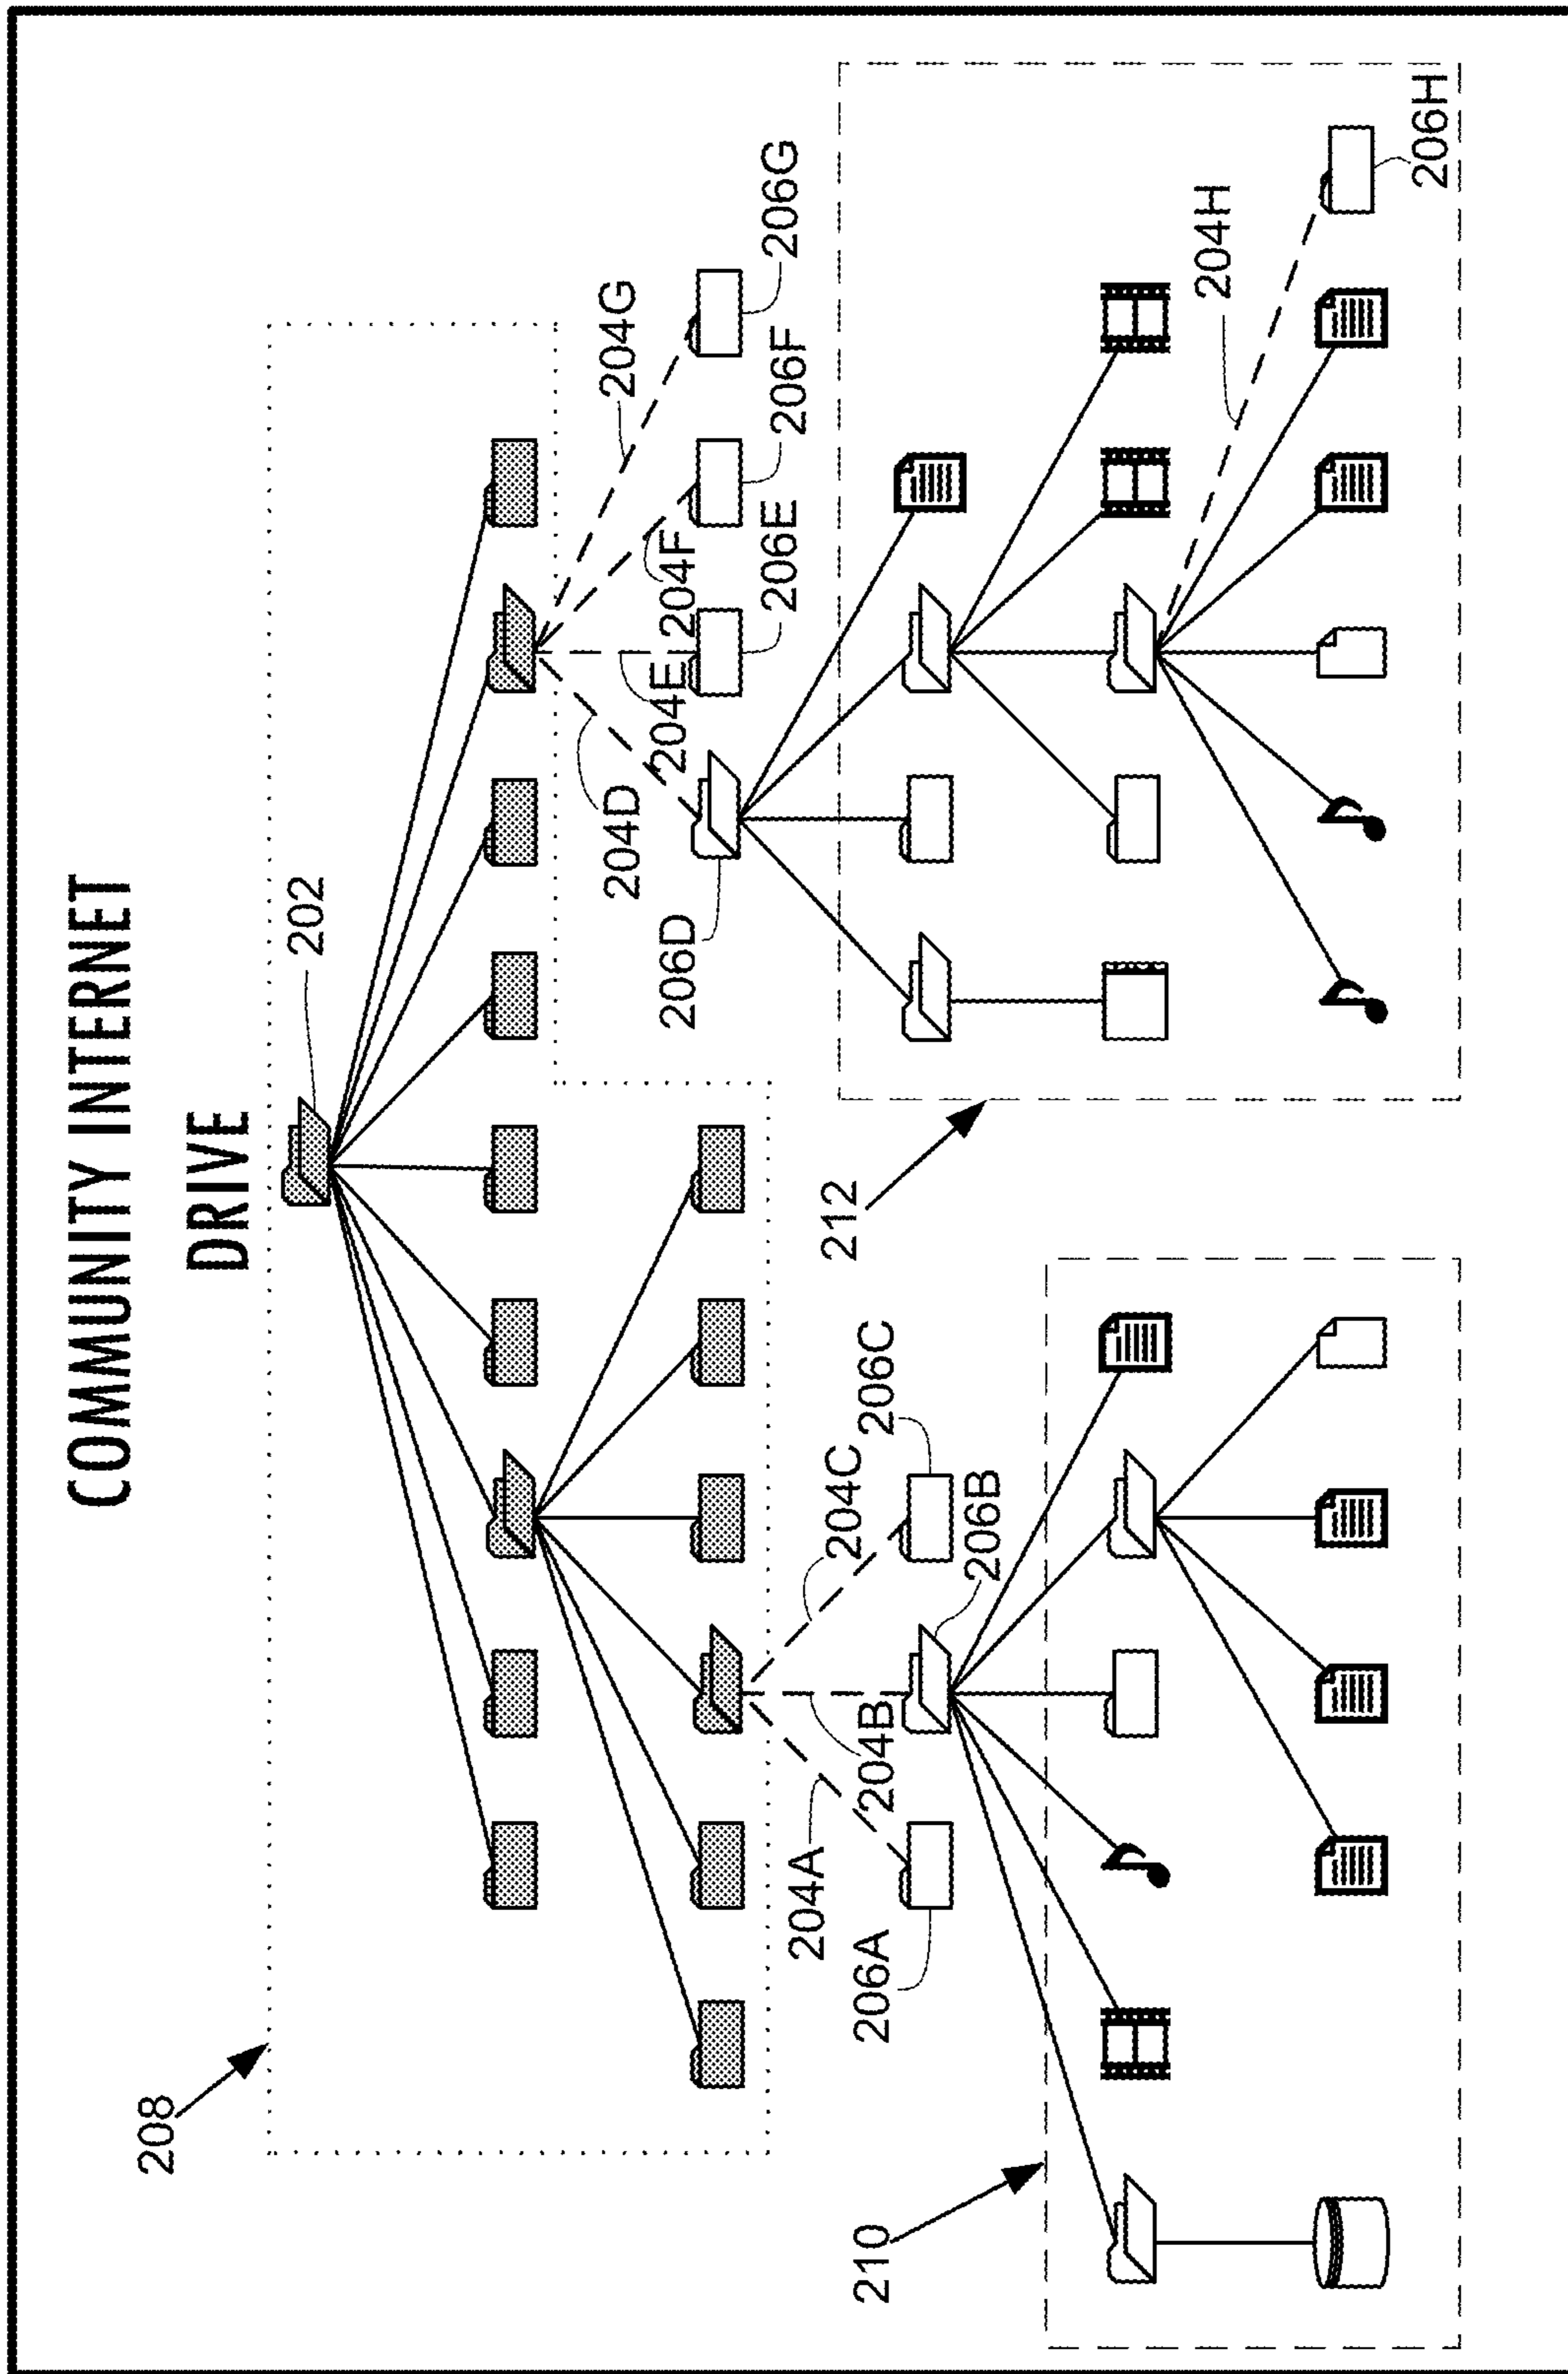 COMMUNITY INTERNET
DRIVE
208
202
204G
204D
204E
204F
206G
206D
206E
206F
204A
204B
204C
212
206A
206C
206B
210
204H
206H